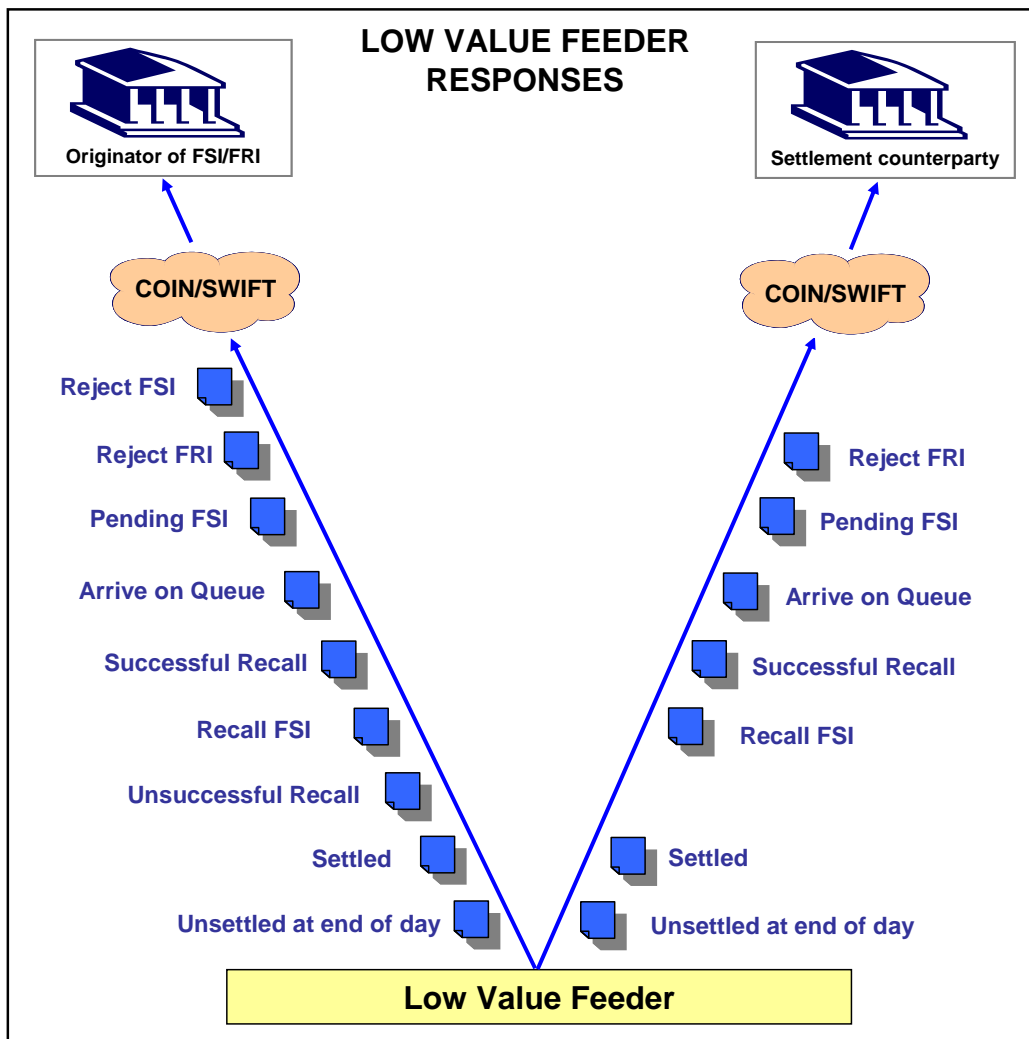 LOW VALUE FEEDER
RESPONSES
Originator of FSI/FRI
Settlement counterparty
COIN/SWIFT
COIN/SWIFT
Reject FSI
Reject FRI
Pending FSI
Arrive on Queue
Successful Recall
Recall FSI
Unsuccessful Recall
Settled
Unsettled at end of day
Reject FRI
Pending FSI
Arrive on Queue
Successful Recall
Recall FSI
Settled
Unsettled at end of day
Low Value Feeder